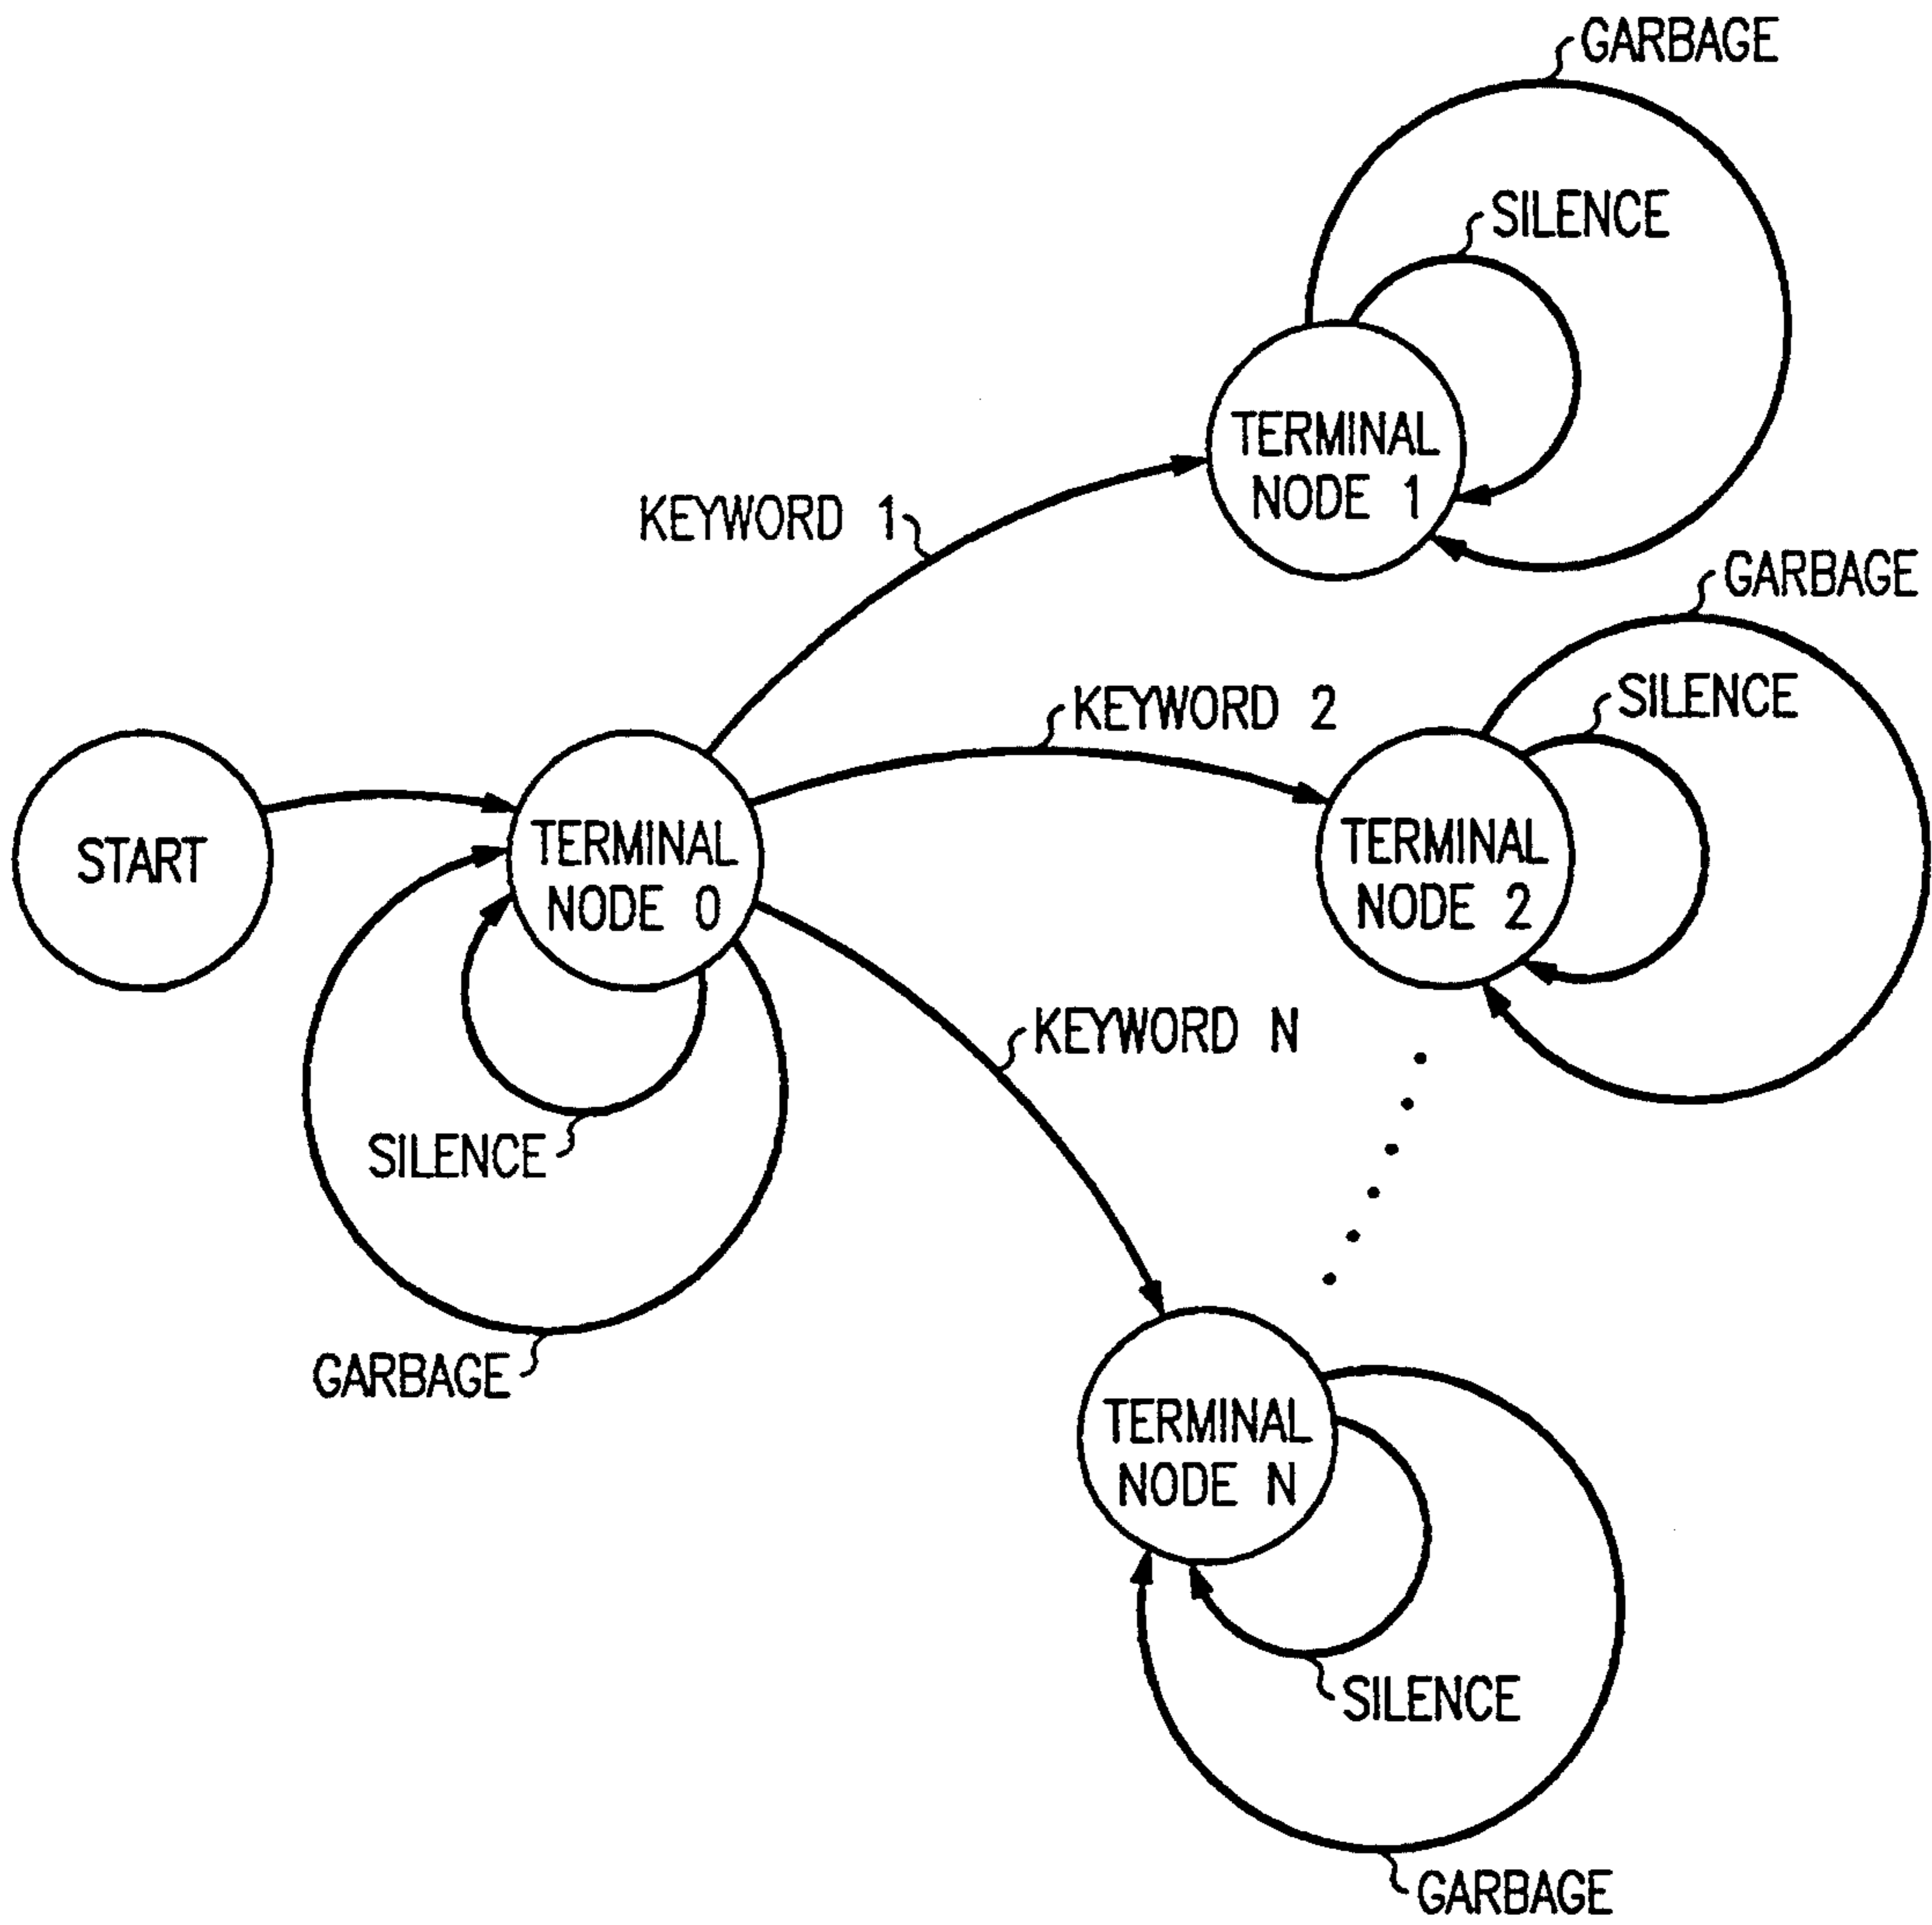 GARBAGE
SILENCE
TERMINAL
NODE 1
KEYWORD 1
GARBAGE
SILENCE
KEYWORD 2
START
TERMINAL
NODE 0
TERMINAL
NODE 2
KEYWORD N
SILENCE
GARBAGE
TERMINAL
NODE N
SILENCE
GARBAGE